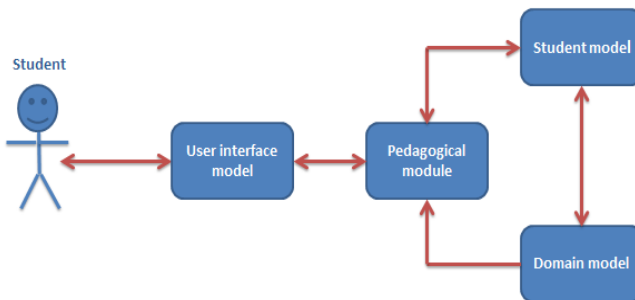 Student
User interface
model
Pedagogical
module
Student model
Domain model